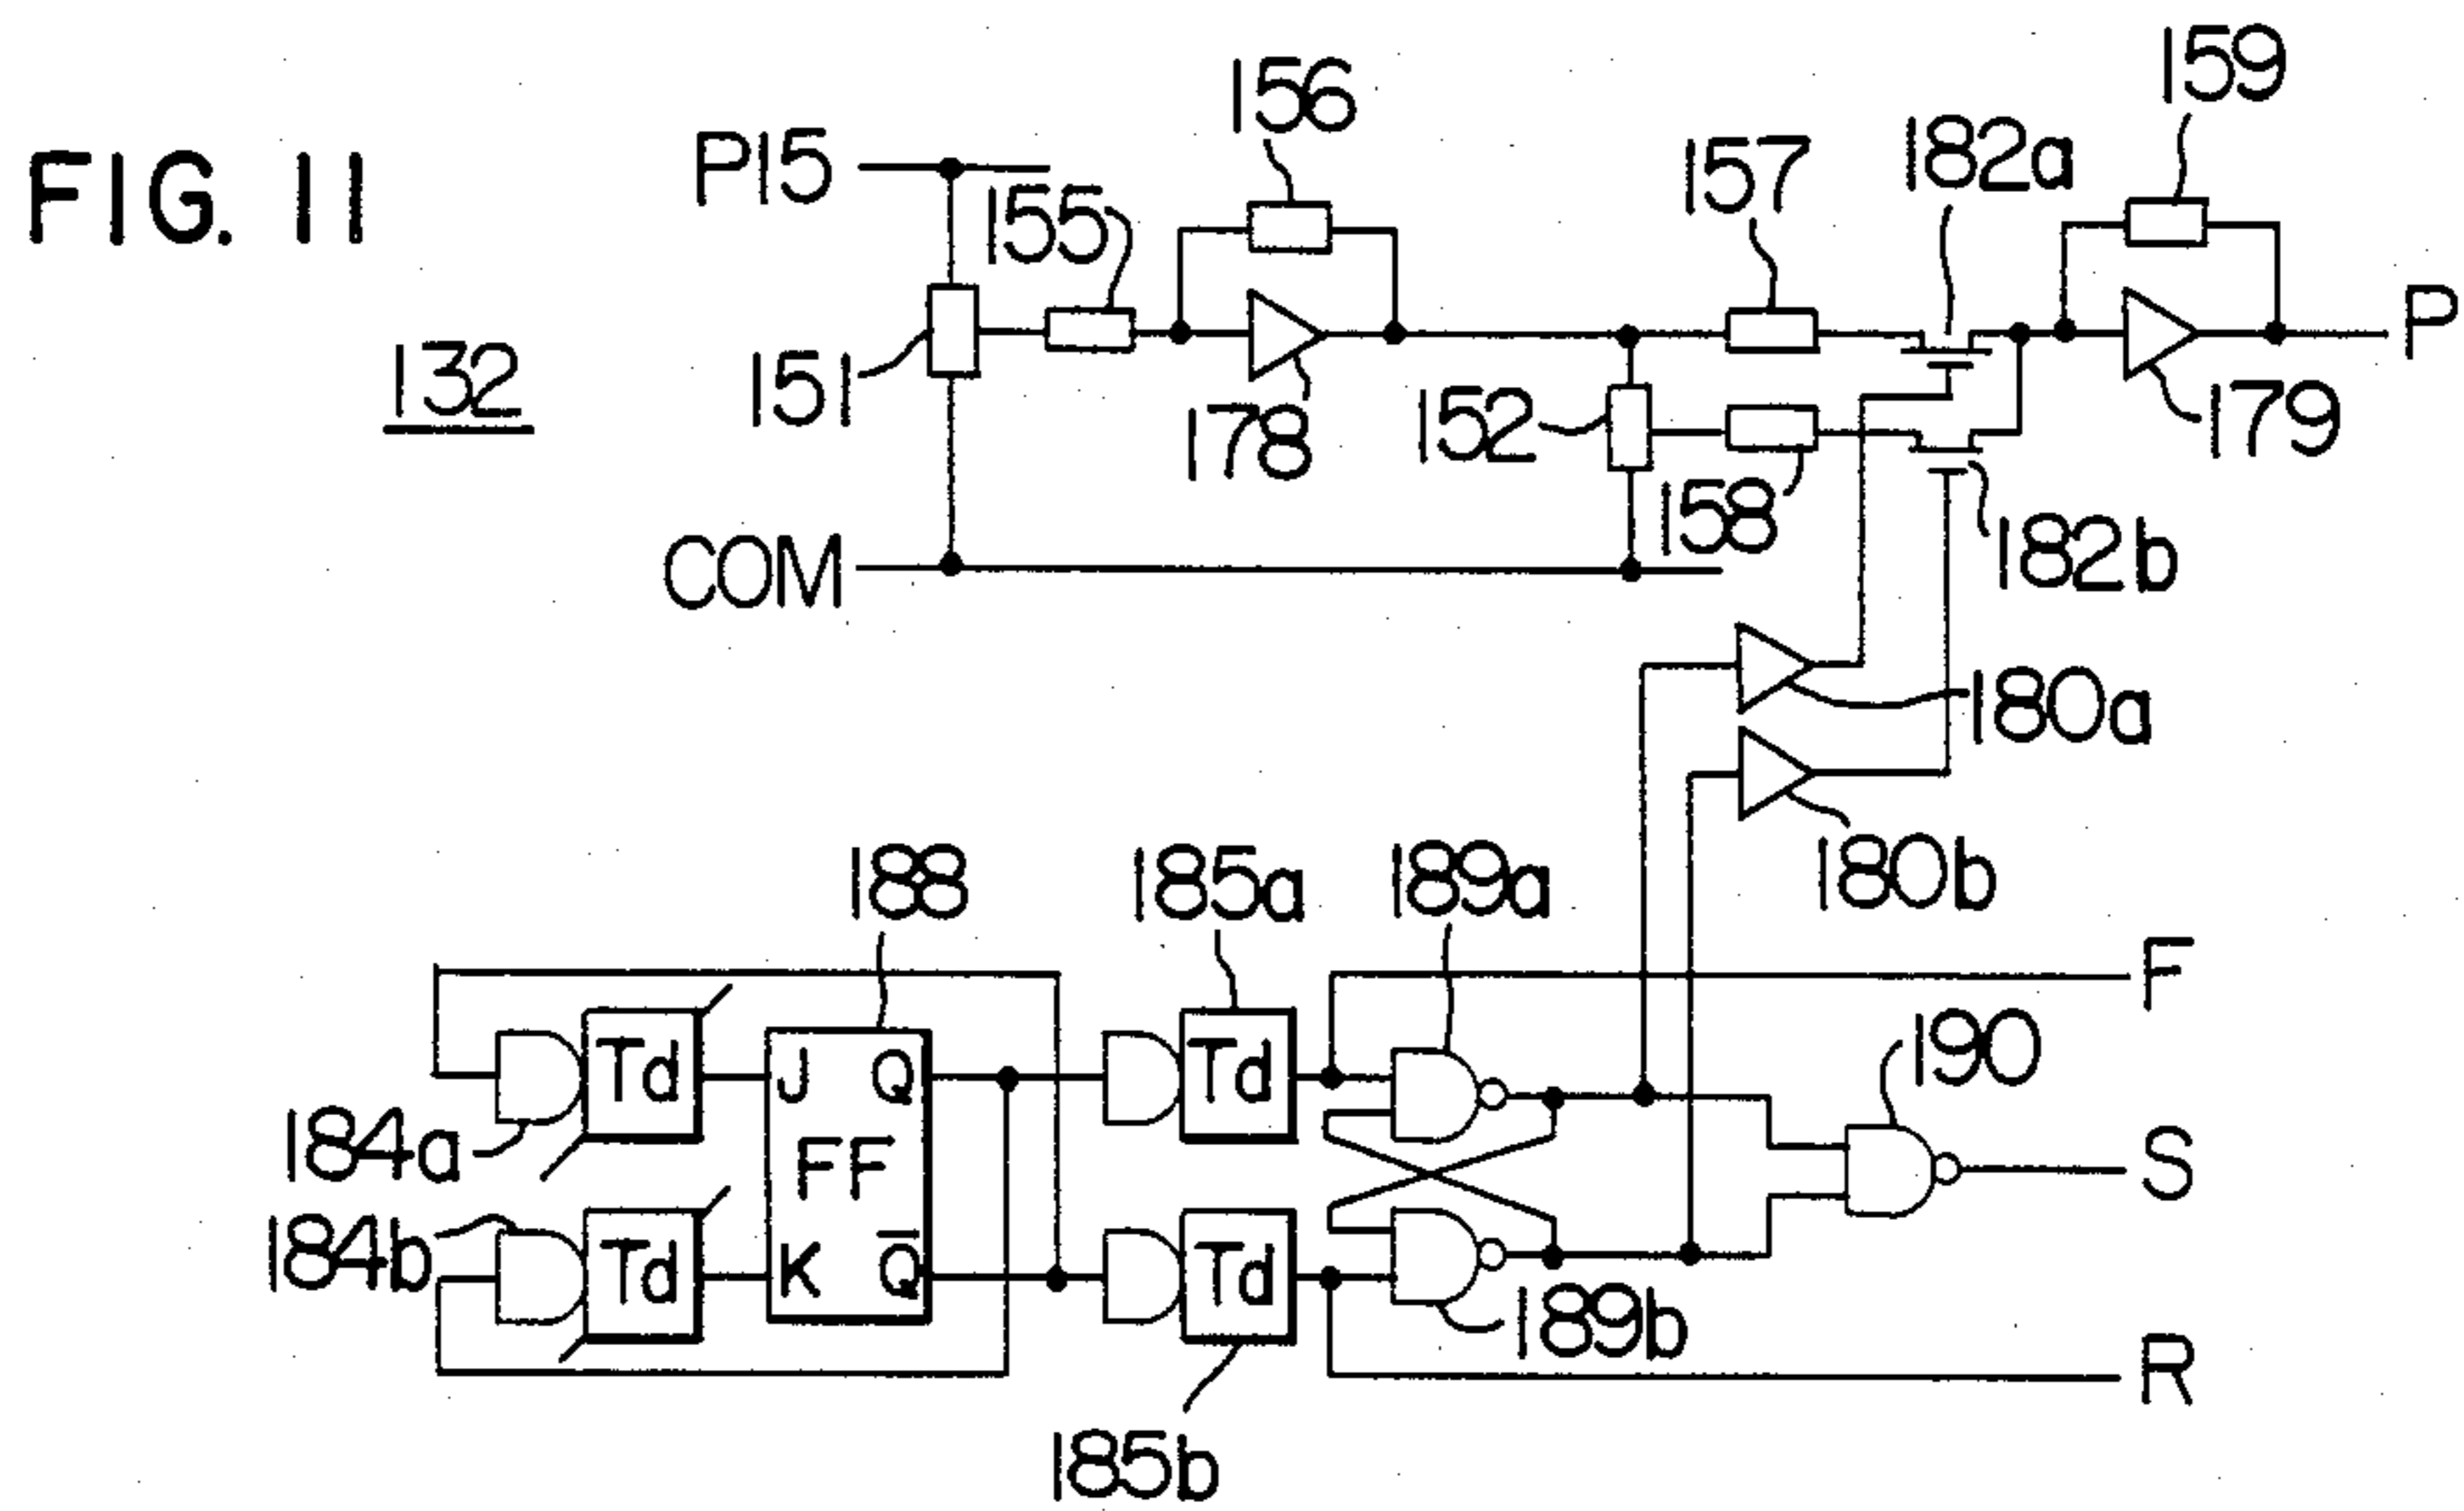 FIG. 11
132
P15
COM
151
155
156
178
152
157
158
182a
182b
159
179
P
180a
180b
184a
184b
Td
Td
188
J Q
FF
K Q̅
185a
185b
Td
Td
189a
189b
190
F
S
R